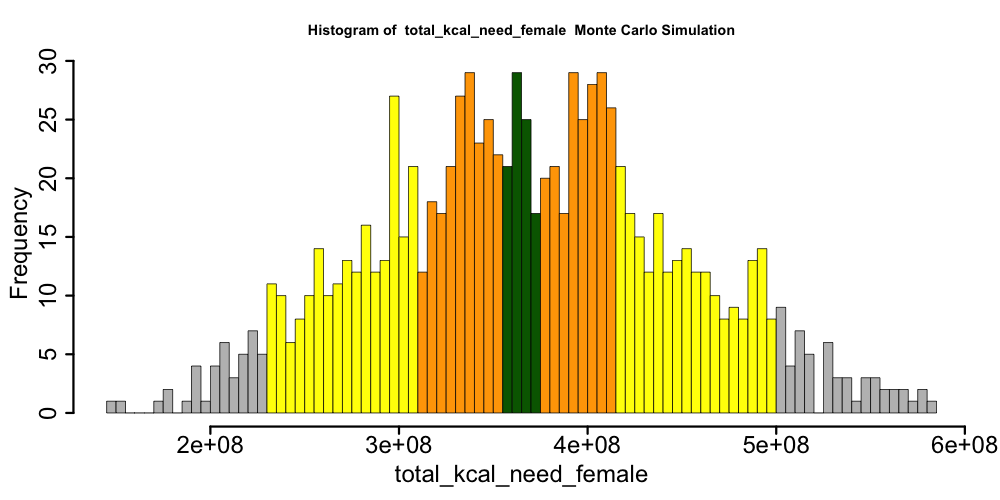 Histogram of  total_kcal_need_female  Monte Carlo Simulation
30
25
20
15
10
5
0
Frequency
2e+08 3e+08 4e+08 5e+08 6e+08
total_kcal_need_female